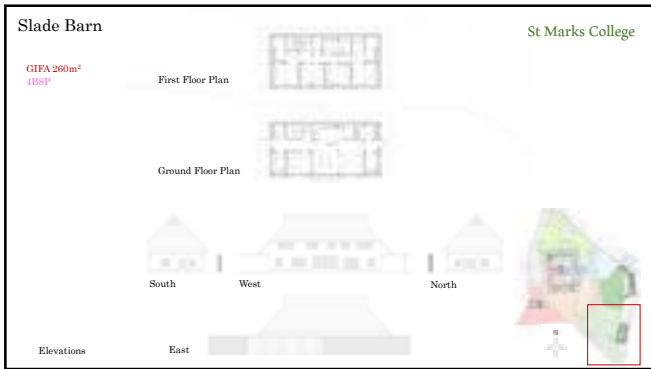 Slade Barn
St Marks College
GIFA 260m²
4B8P
First Floor Plan
Ground Floor Plan
South
West
North
Elevations
East